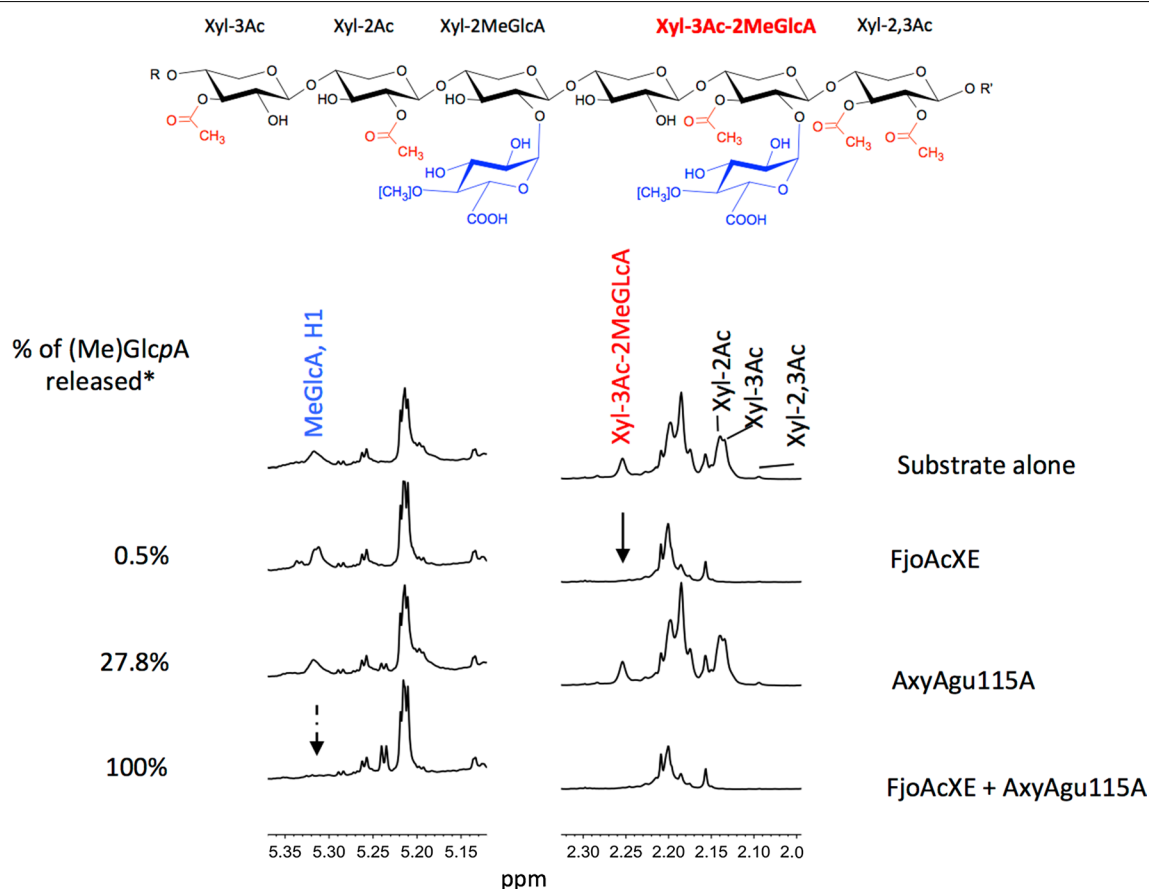 Xyl-3Ac Xyl-2Ac Xyl-2MeGlcA Xyl-3Ac-2MeGlcA Xyl-2,3Ac
R O O O O O O O O O O O O O R'
O HO HO HO O O
O OH O O OH O O O O O
CH3 CH3 CH3 CH3 CH3
OH OH
HO HO
[CH3]O O [CH3]O O
COOH COOH
% of (Me)GlcpA
released*
MeGlcA, H1
Xyl-3Ac-2MeGLcA
Xyl-2Ac
Xyl-3Ac
Xyl-2,3Ac
Substrate alone
0.5%
FjoAcXE
27.8%
AxyAgu115A
100%
FjoAcXE + AxyAgu115A
5.35 5.30 5.25 5.20 5.15 2.30 2.25 2.20 2.15 2.10 2.0
ppm